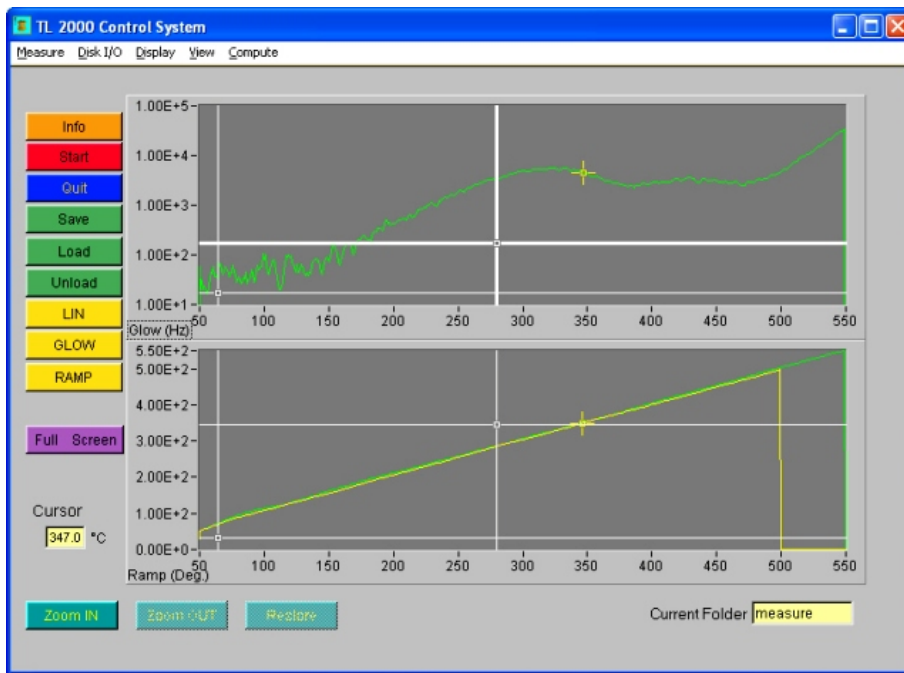 TL 2000 Control System
Measure Disk I/O Display View Compute
Info
Start
Quit
Save
Load
Unload
LIN
GLOW
RAMP
Full Screen
Cursor
347.0 °C
1.00E+5
1.00E+4
1.00E+3
1.00E+2
1.00E+1
50 100 150 200 250 300 350 400 450 500 550
Glow (Hz)
5.50E+2
5.00E+2
4.00E+2
3.00E+2
2.00E+2
1.00E+2
0.00E+0
50 100 150 200 250 300 350 400 450 500 550
Ramp (Deg.)
Zoom IN Zoom OUT Restore Current Folder measure